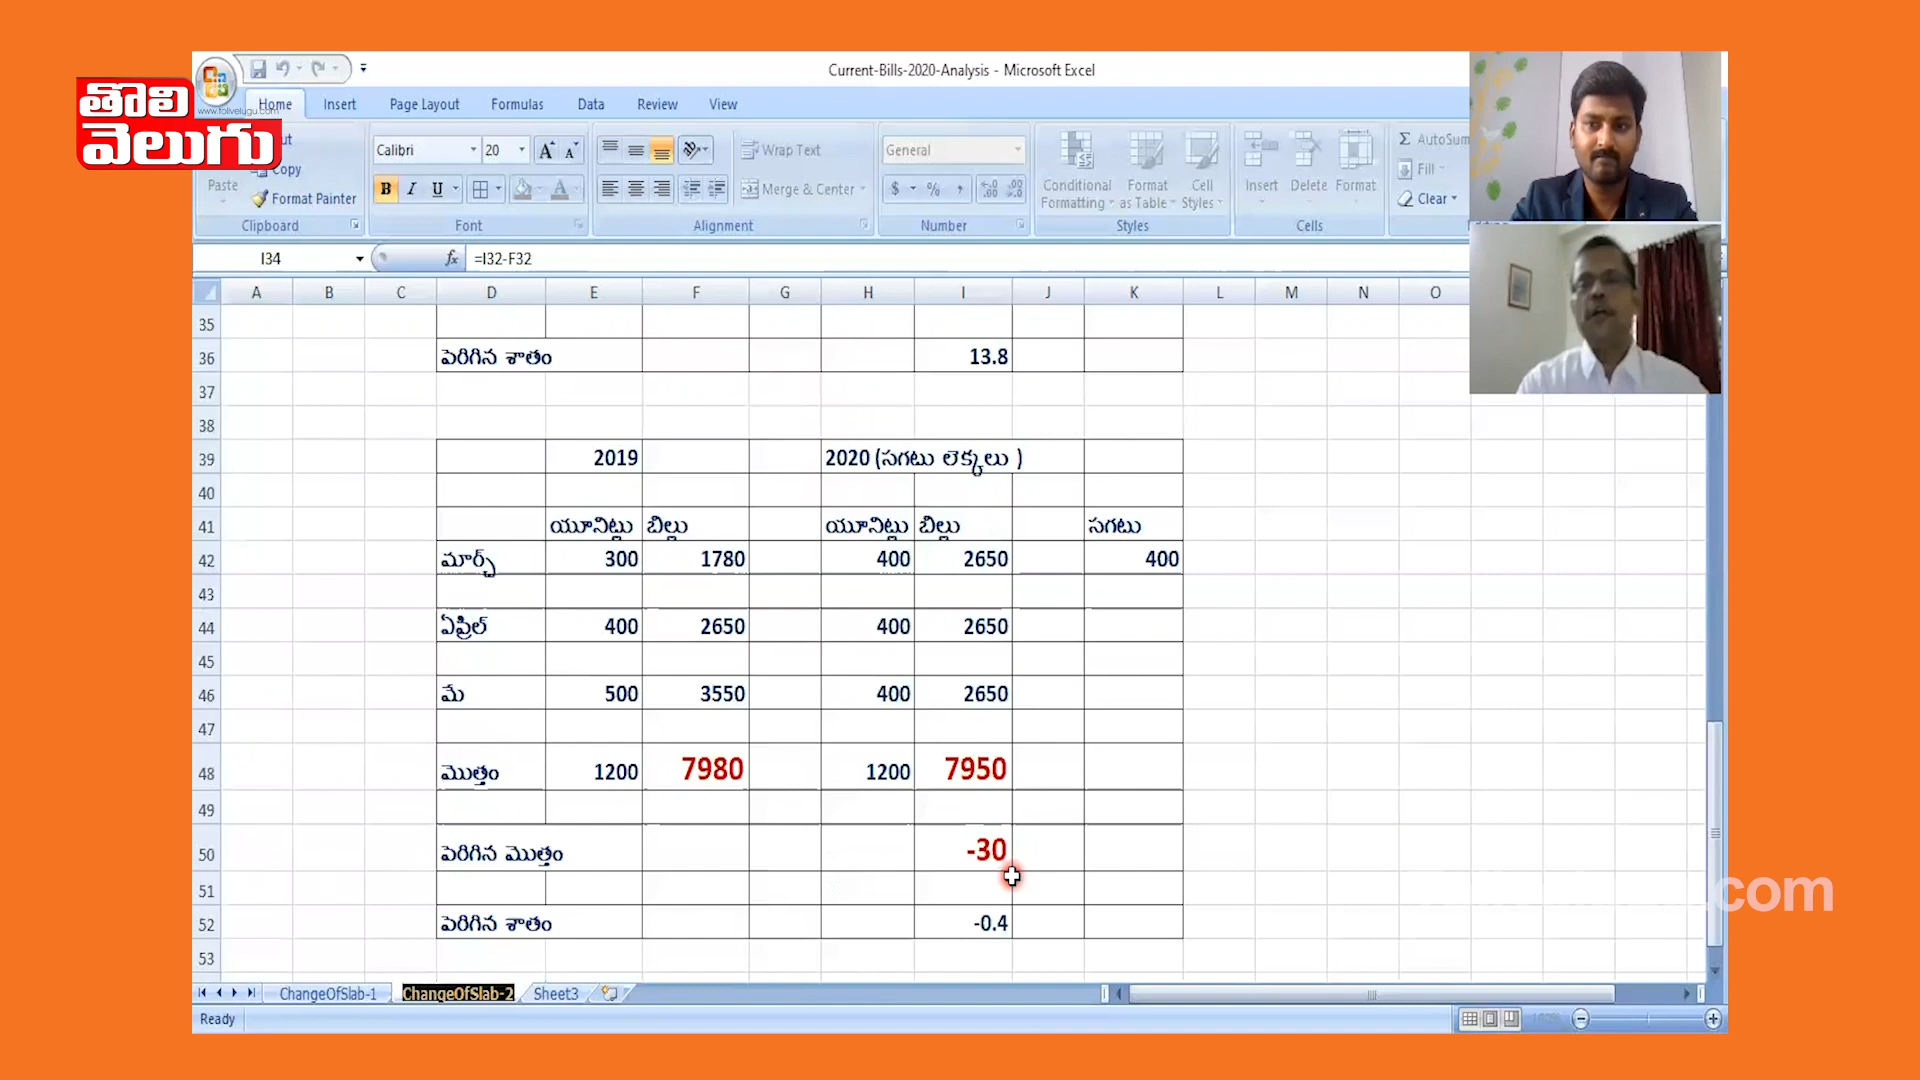 తొలి
వెలుగు
www.tolivelugu.com
Current-Bills-2020-Analysis - Microsoft Excel
Home Insert Page Layout Formulas Data Review View
Copy
Paste
Format Painter
Clipboard
Calibri 20
B I U
Font
Wrap Text
Merge & Center
Alignment
General
$ % ,
Number
Conditional Formatting
Format as Table
Cell Styles
Styles
Insert Delete Format
Cells
Σ AutoSum
Fill
Clear
I34 fx =I32-F32
A B C D E F G H I J K L M N O
35
36 పెరిగిన శాతం 13.8
37
38
39 2019 2020 (సగటు లెక్కలు )
40
41 యూనిట్లు బిల్లు యూనిట్లు బిల్లు సగటు
42 మార్చ్ 300 1780 400 2650 400
43
44 ఏప్రిల్ 400 2650 400 2650
45
46 మే 500 3550 400 2650
47
48 మొత్తం 1200 7980 1200 7950
49
50 పెరిగిన మొత్తం -30
51
52 పెరిగిన శాతం -0.4
53
.com
ChangeOfSlab-1 ChangeOfSlab-2 Sheet3
Ready